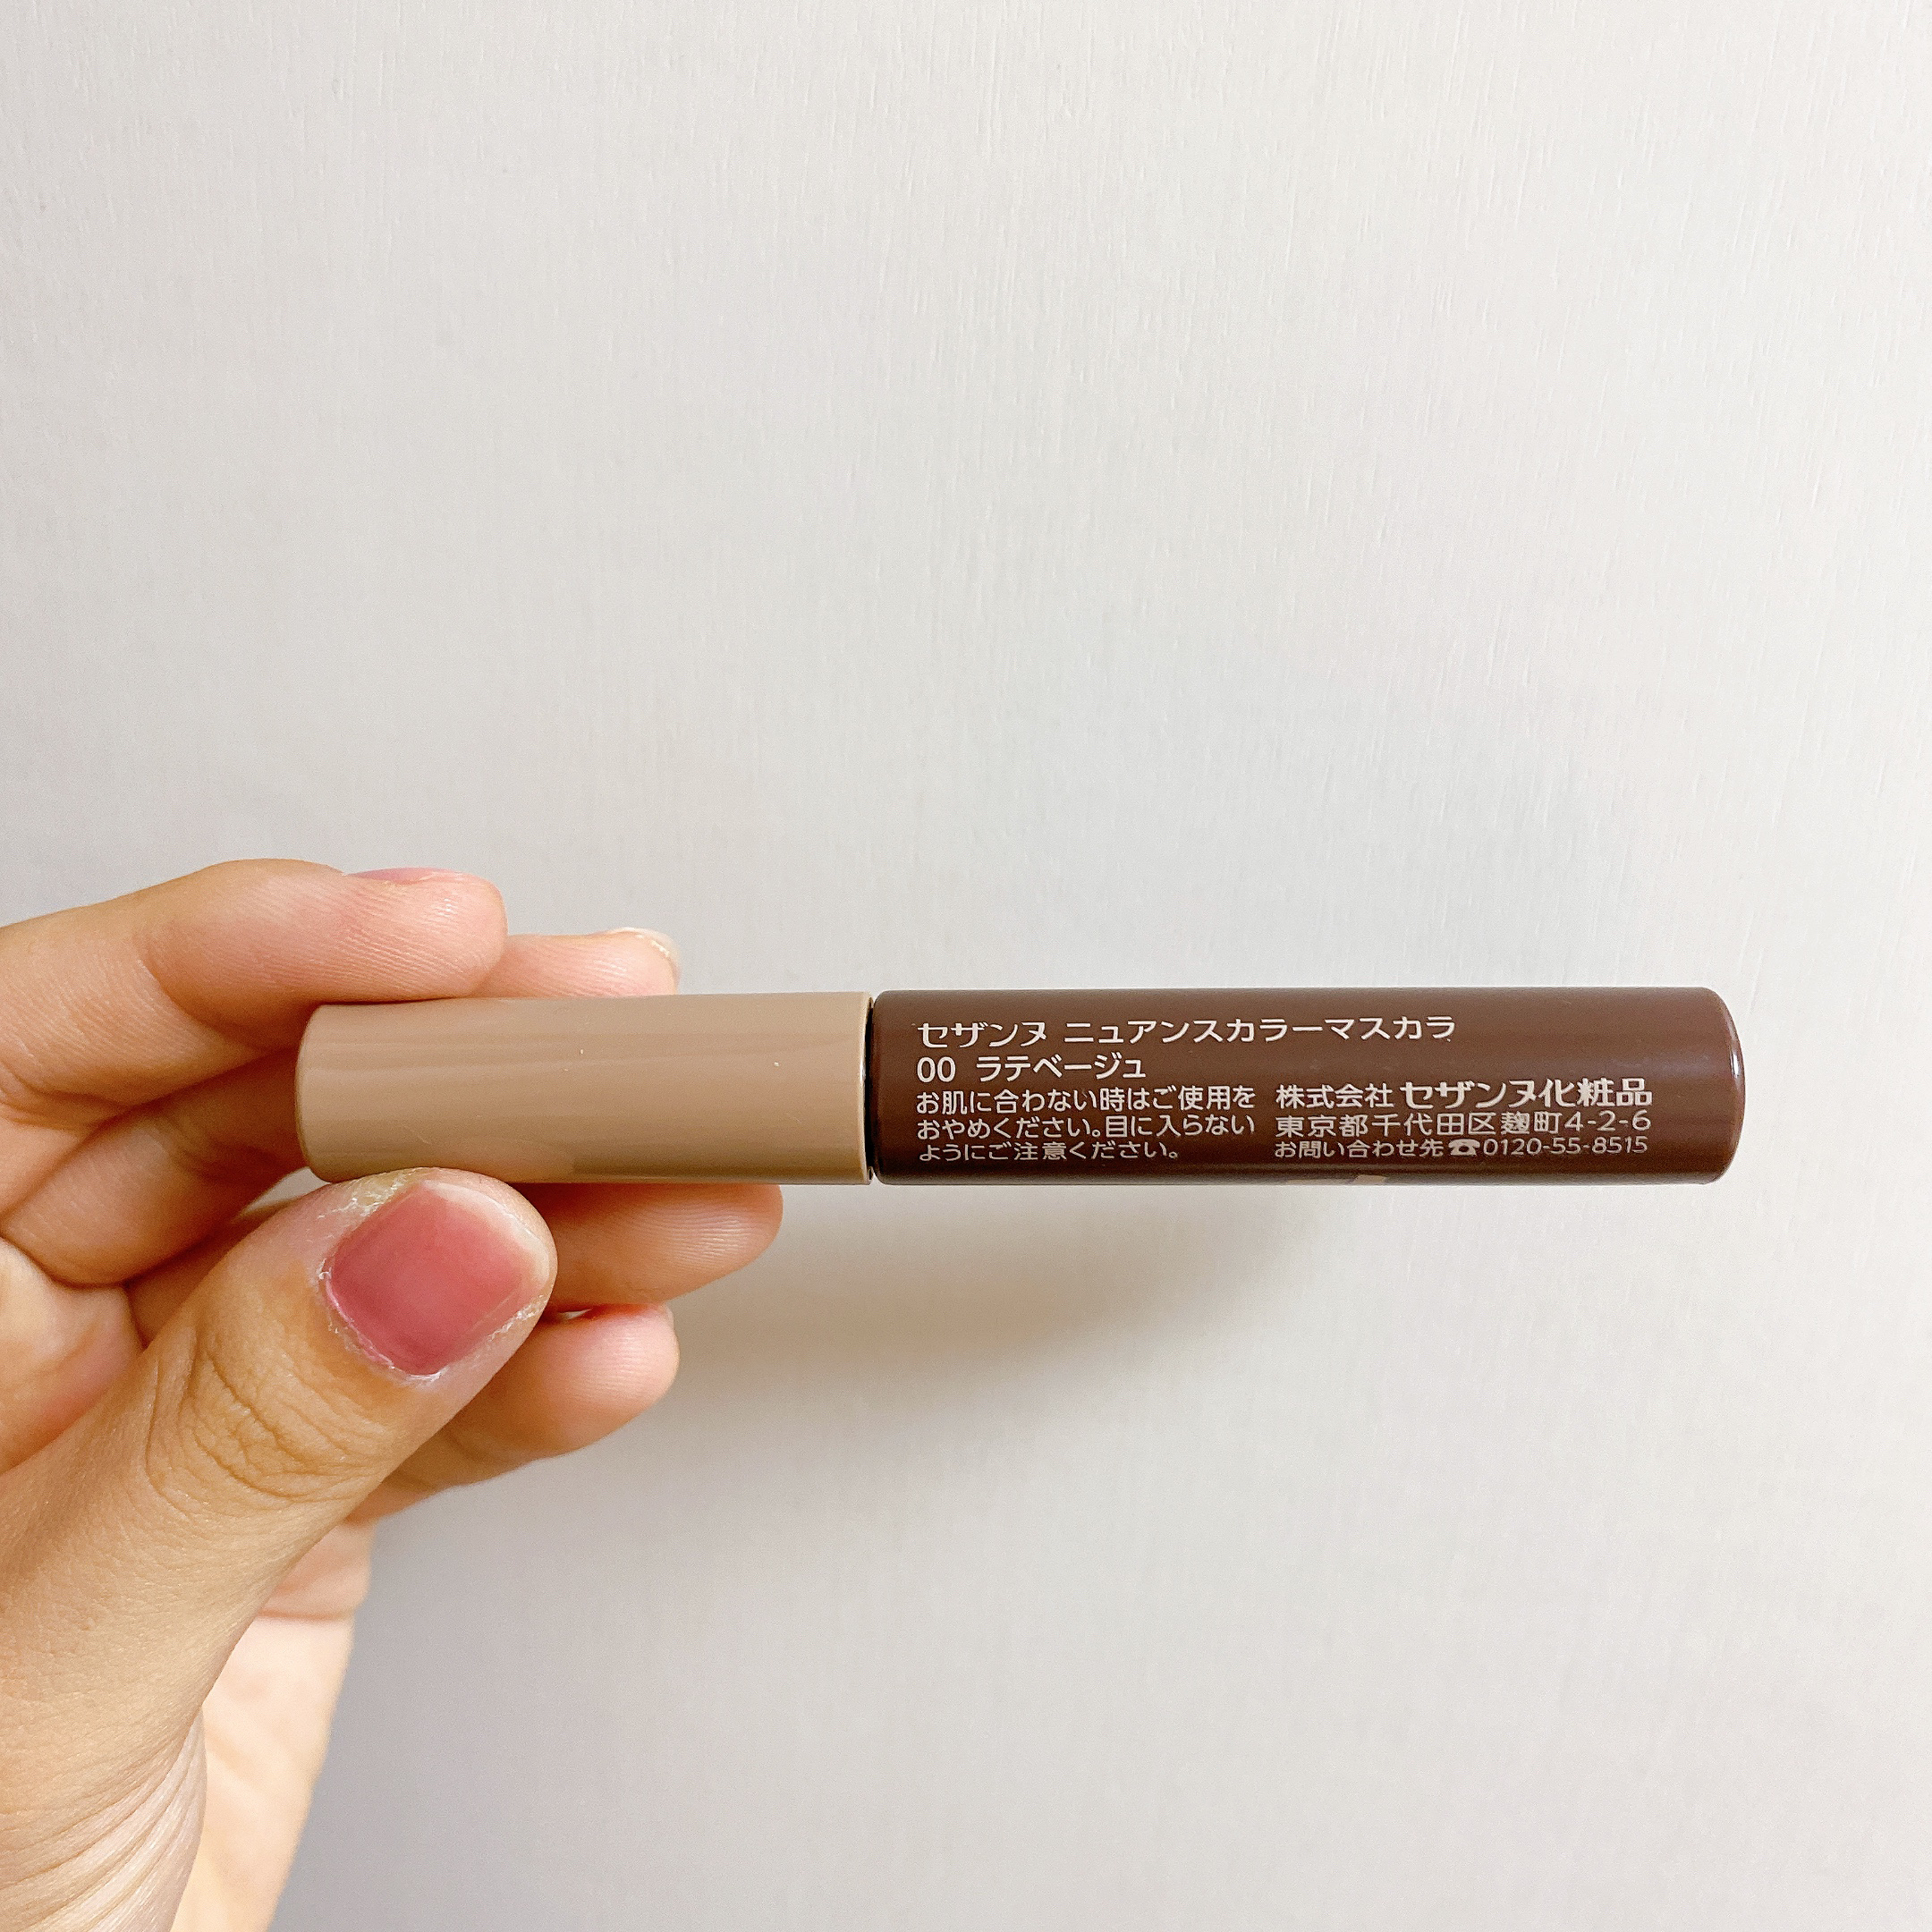 セザンヌ ニュアンスカラーマスカラ
00 ラテベージュ
お肌に合わない時はご使用を
おやめください。目に入らない
ようにご注意ください。
株式会社 セザンヌ化粧品
東京都千代田区麹町4-2-6
お問い合わせ先☎0120-55-8515